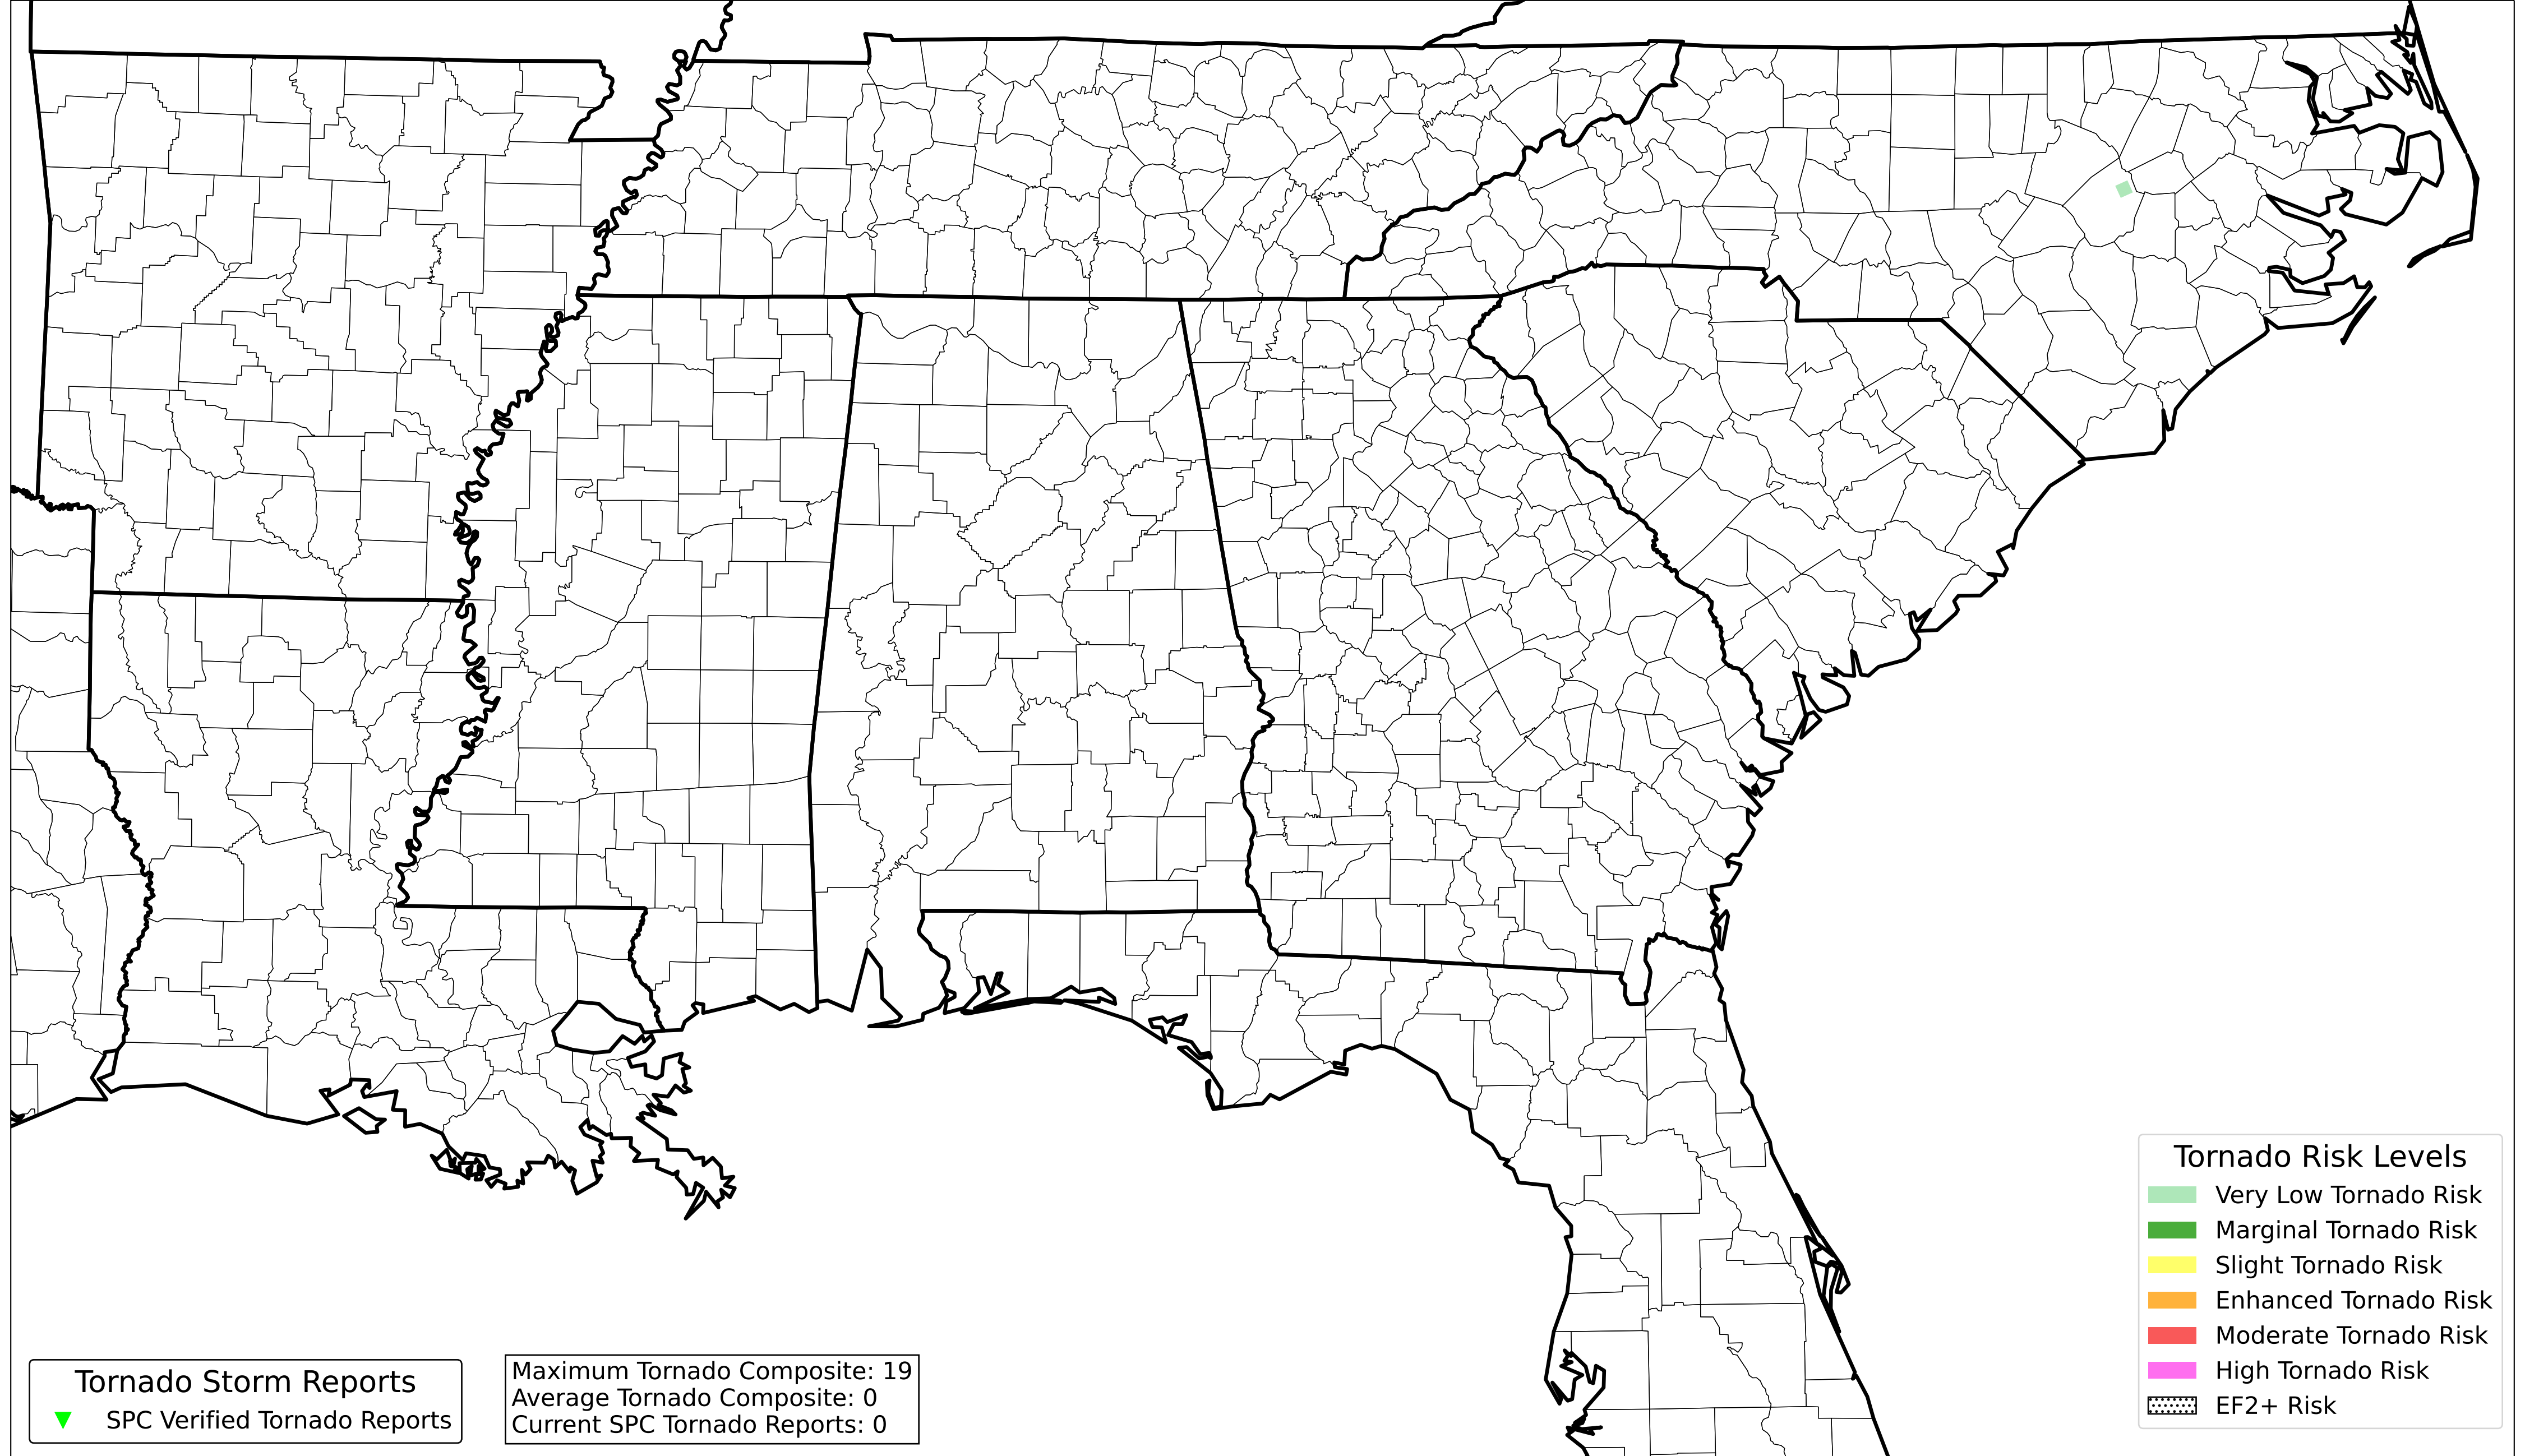 Tornado Risk Levels
Very Low Tornado Risk
Marginal Tornado Risk
Slight Tornado Risk
Enhanced Tornado Risk
Moderate Tornado Risk
High Tornado Risk
EF2+ Risk
Tornado Storm Reports
SPC Verified Tornado Reports
Maximum Tornado Composite: 19
Average Tornado Composite: 0
Current SPC Tornado Reports: 0